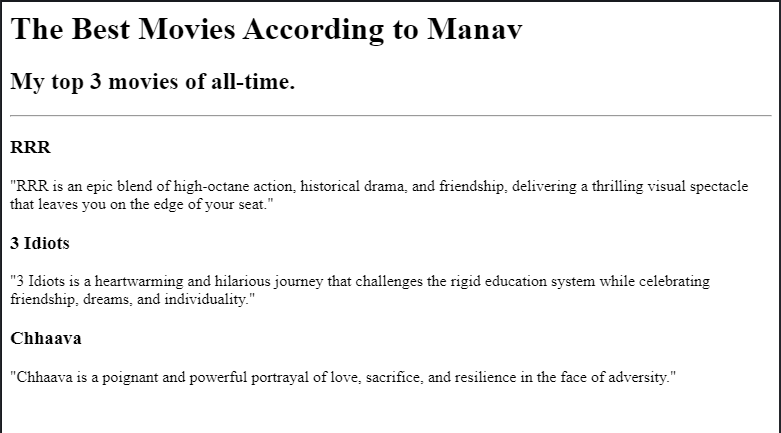 The Best Movies According to Manav
My top 3 movies of all-time.
RRR
"RRR is an epic blend of high-octane action, historical drama, and friendship, delivering a thrilling visual spectacle
that leaves you on the edge of your seat."
3 Idiots
"3 Idiots is a heartwarming and hilarious journey that challenges the rigid education system while celebrating
friendship, dreams, and individuality."
Chhaava
"Chhaava is a poignant and powerful portrayal of love, sacrifice, and resilience in the face of adversity."